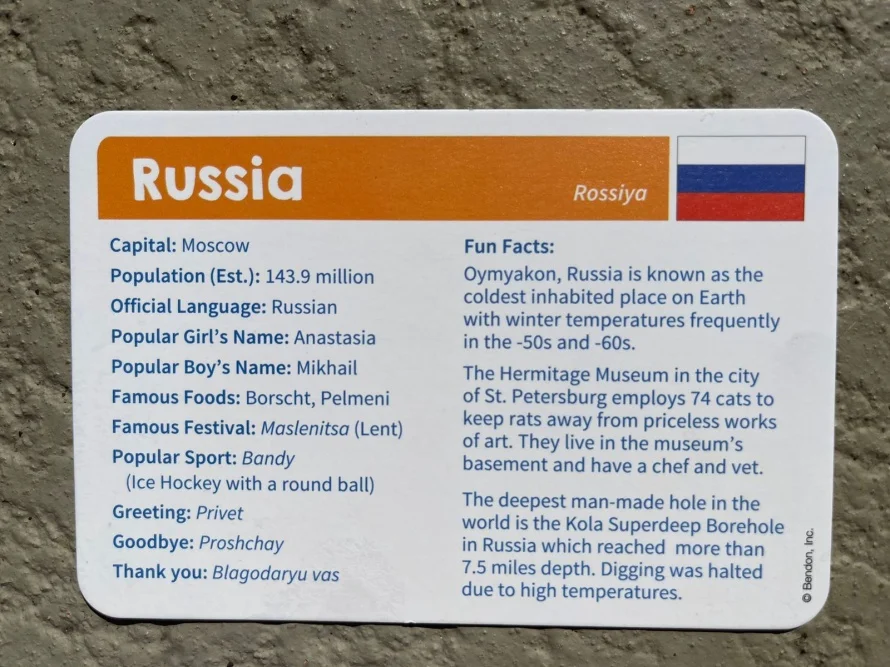 Russia
Rossiya
Capital: Moscow
Population (Est.): 143.9 million
Official Language: Russian
Popular Girl's Name: Anastasia
Popular Boy's Name: Mikhail
Famous Foods: Borscht, Pelmeni
Famous Festival: Maslenitsa (Lent)
Popular Sport: Bandy
(Ice Hockey with a round ball)
Greeting: Privet
Goodbye: Proshchay
Thank you: Blagodaryu vas
Fun Facts:
Oymyakon, Russia is known as the
coldest inhabited place on Earth
with winter temperatures frequently
in the -50s and -60s.
The Hermitage Museum in the city
of St. Petersburg employs 74 cats to
keep rats away from priceless works
of art. They live in the museum's
basement and have a chef and vet.
The deepest man-made hole in the
world is the Kola Superdeep Borehole
in Russia which reached more than
7.5 miles depth. Digging was halted
due to high temperatures.
© Bendon, Inc.